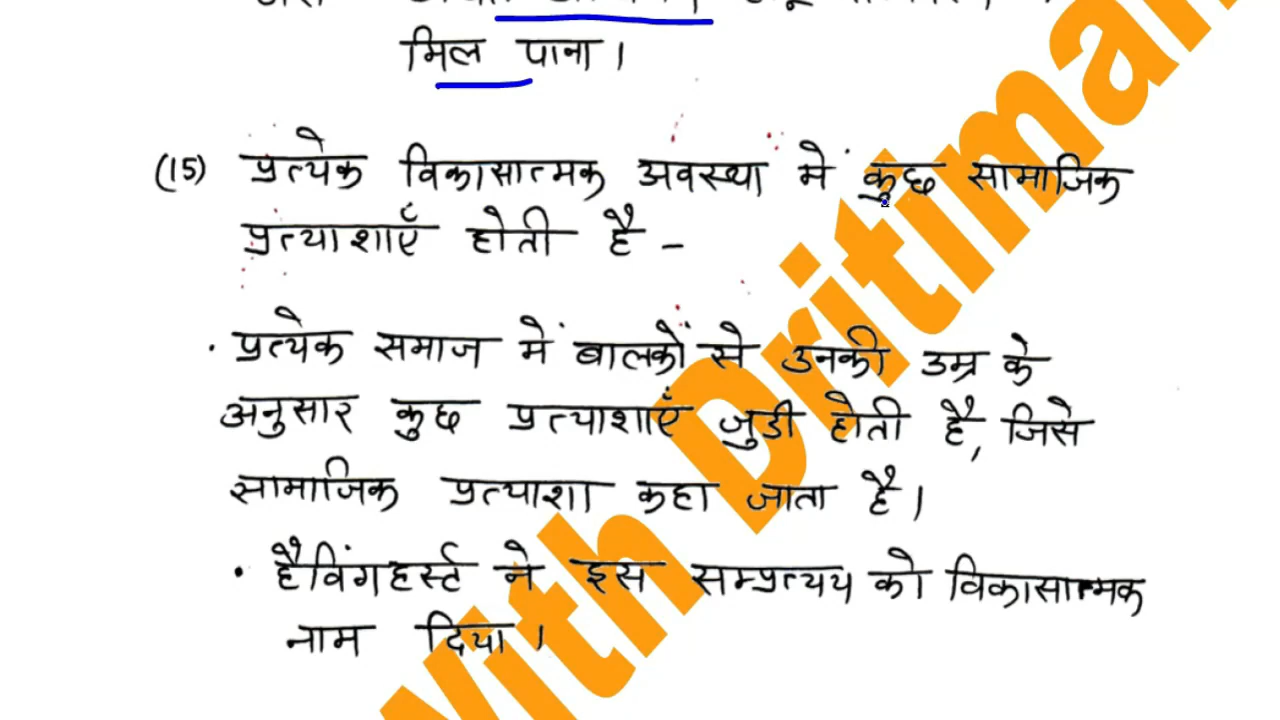 मिल पाना।
(15) प्रत्येक विकासात्मक अवस्था में कुछ सामाजिक
प्रत्याशाएँ होती है -
• प्रत्येक समाज में बालकों से उनकी उम्र के
अनुसार कुछ प्रत्याशाएँ जुडी होती है, जिसे
सामाजिक प्रत्याशा कहा जाता है।
• हैविंगहर्स्ट ने इस सम्प्रत्यय को विकासात्मक
नाम दिया।
With Dritiman